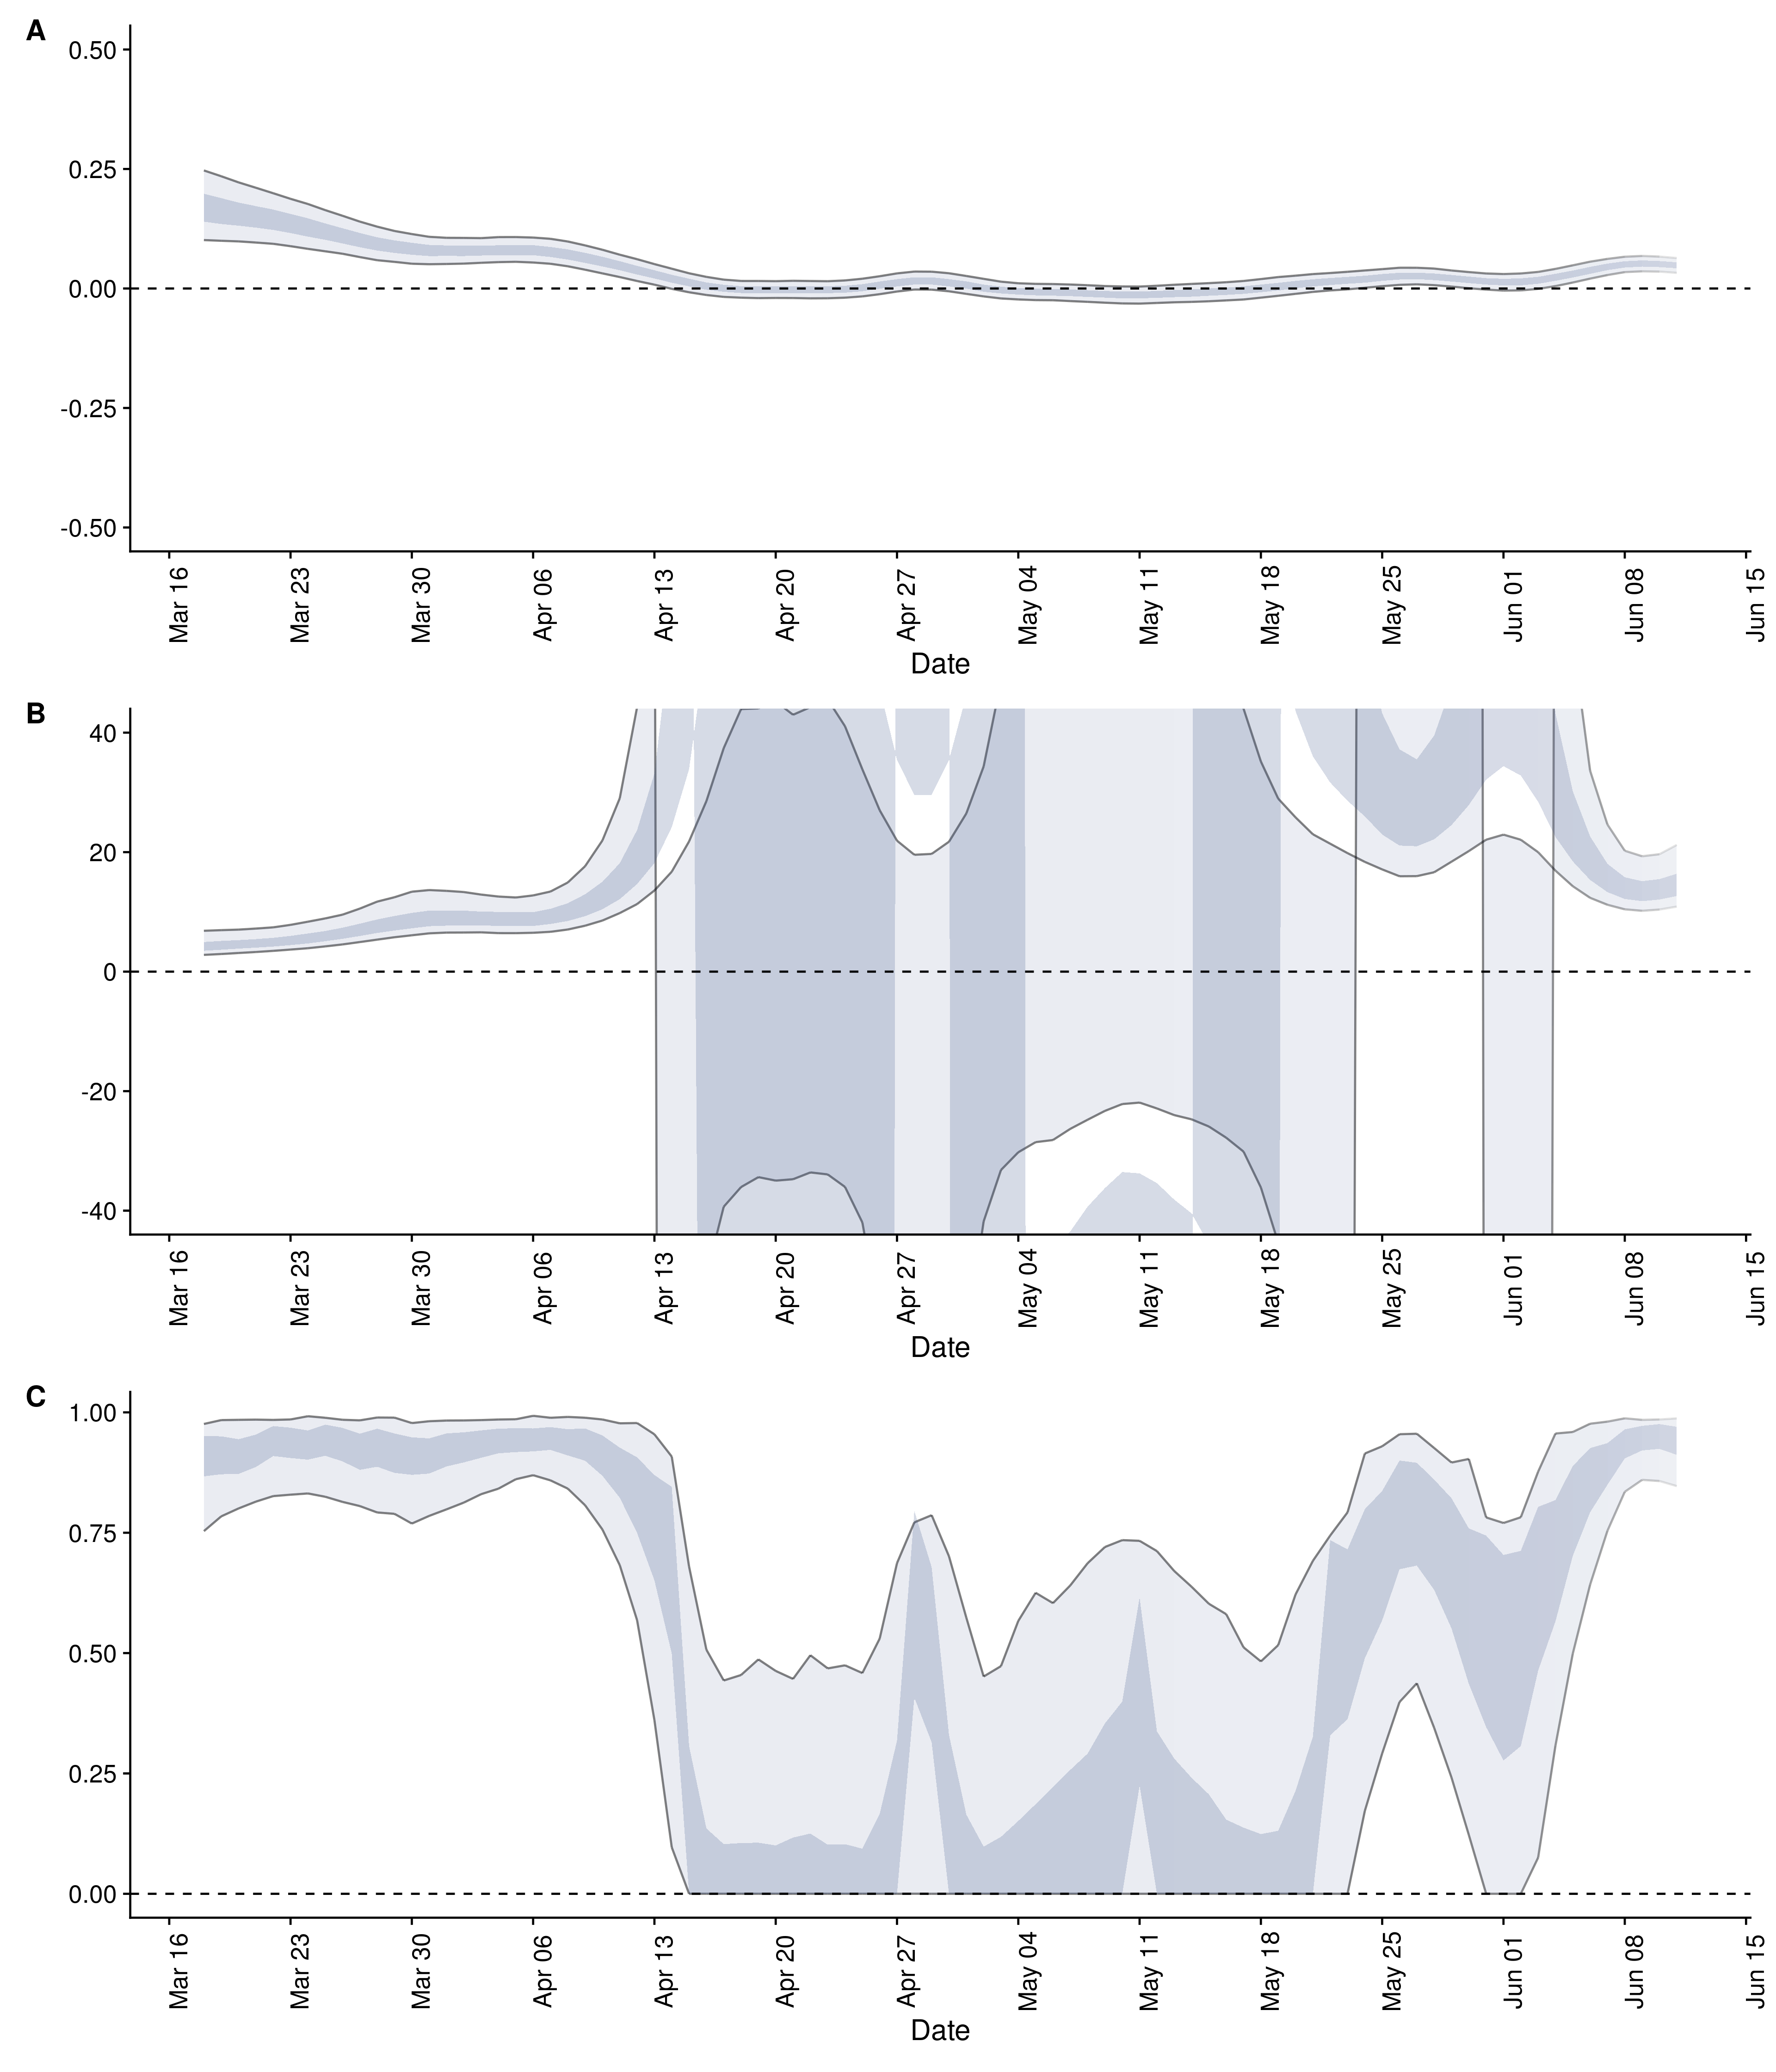 A
0.50
0.25
0.00
-0.25
-0.50
Mar 16
Mar 23
Mar 30
Apr 06
Apr 13
Apr 20
Apr 27
May 04
May 11
May 18
May 25
Jun 01
Jun 08
Jun 15
Date
B
40
20
0
-20
-40
Mar 16
Mar 23
Mar 30
Apr 06
Apr 13
Apr 20
Apr 27
May 04
May 11
May 18
May 25
Jun 01
Jun 08
Jun 15
Date
C
1.00
0.75
0.50
0.25
0.00
Mar 16
Mar 23
Mar 30
Apr 06
Apr 13
Apr 20
Apr 27
May 04
May 11
May 18
May 25
Jun 01
Jun 08
Jun 15
Date